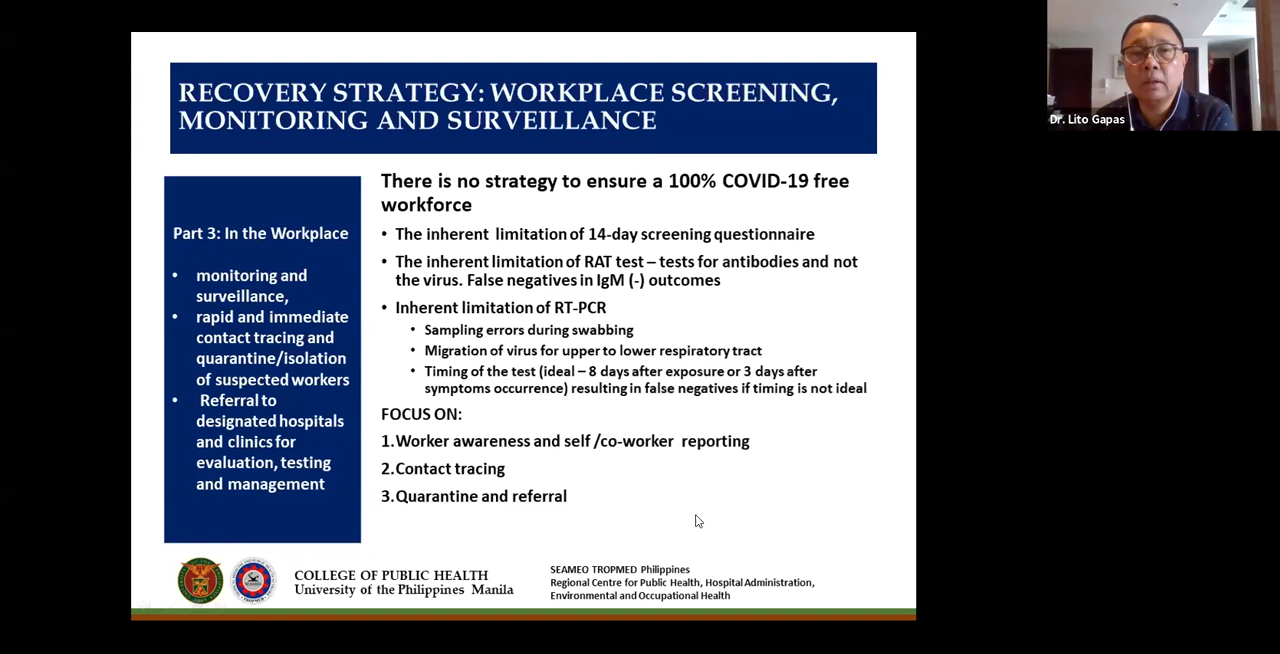 RECOVERY STRATEGY: WORKPLACE SCREENING,
MONITORING AND SURVEILLANCE
Part 3: In the Workplace
• monitoring and
surveillance,
• rapid and immediate
contact tracing and
quarantine/isolation
of suspected workers
• Referral to
designated hospitals
and clinics for
evaluation, testing
and management
There is no strategy to ensure a 100% COVID-19 free
workforce
• The inherent limitation of 14-day screening questionnaire
• The inherent limitation of RAT test – tests for antibodies and not
the virus. False negatives in IgM (-) outcomes
• Inherent limitation of RT-PCR
• Sampling errors during swabbing
• Migration of virus for upper to lower respiratory tract
• Timing of the test (ideal – 8 days after exposure or 3 days after
symptoms occurrence) resulting in false negatives if timing is not ideal
FOCUS ON:
1.Worker awareness and self /co-worker reporting
2.Contact tracing
3.Quarantine and referral
COLLEGE OF PUBLIC HEALTH
University of the Philippines Manila
SEAMEO TROPMED Philippines
Regional Centre for Public Health, Hospital Administration,
Environmental and Occupational Health
Dr. Lito Gapas